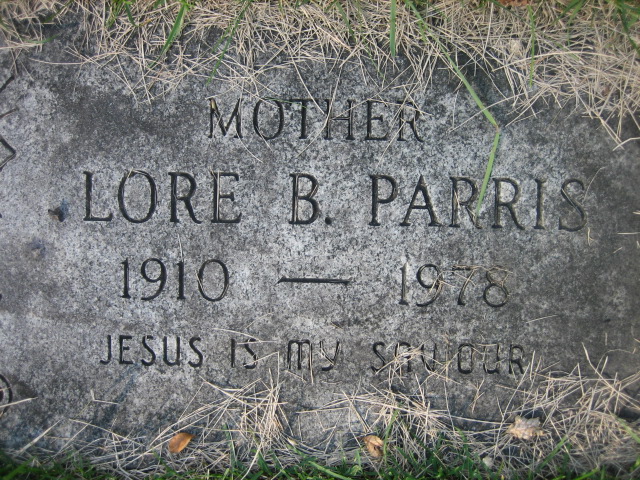 MOTHER
LORE B. PARRIS
1910 — 1978
JESUS IS MY SAVIOUR